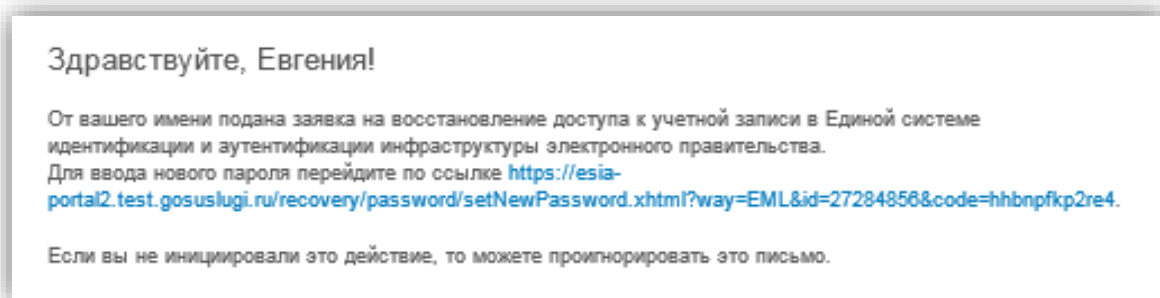 Здравствуйте, Евгения!
От вашего имени подана заявка на восстановление доступа к учетной записи в Единой системе
идентификации и аутентификации инфраструктуры электронного правительства.
Для ввода нового пароля перейдите по ссылке https://esia-
portal2.test.gosuslugi.ru/recovery/password/setNewPassword.xhtml?way=EML&id=27284856&code=hhbnpfkp2re4.
Если вы не инициировали это действие, то можете проигнорировать это письмо.